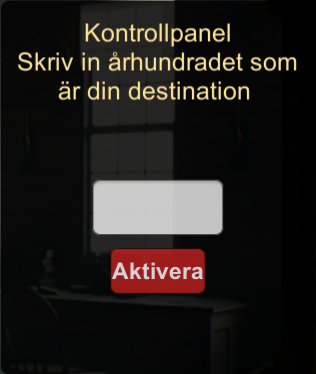 Kontrollpanel
Skriv in århundradet som
är din destination
Aktivera